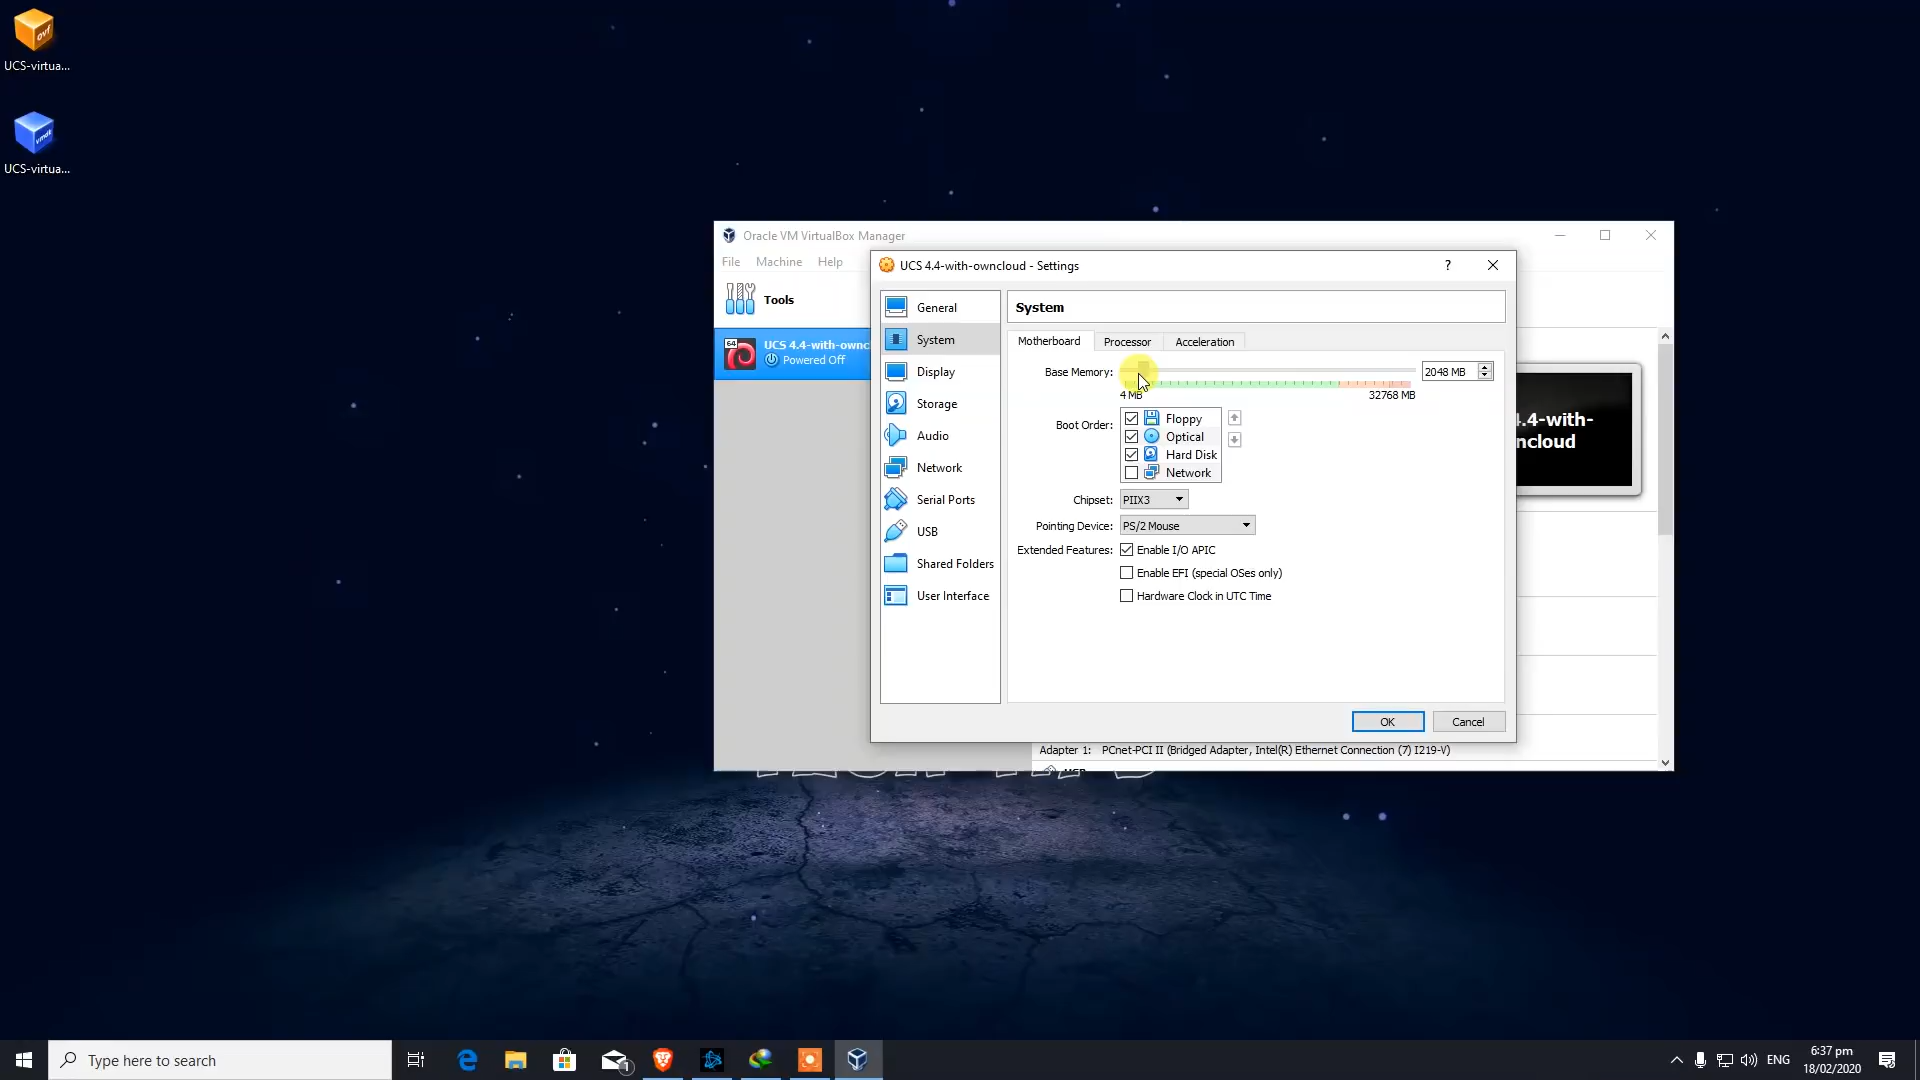 UCS-virtua...
UCS-virtua...
Oracle VM VirtualBox Manager
File Machine Help
Tools
64
UCS 4.4-with-ownc
Powered Off
UCS 4.4-with-owncloud - Settings
?
General
System
Display
Storage
Audio
Network
Serial Ports
USB
Shared Folders
User Interface
System
Motherboard Processor Acceleration
Base Memory: 2048 MB
4 MB 32768 MB
Boot Order: Floppy
Optical
Hard Disk
Network
Chipset: PIIX3
Pointing Device: PS/2 Mouse
Extended Features: Enable I/O APIC
Enable EFI (special OSes only)
Hardware Clock in UTC Time
OK Cancel
4.4-with-
ncloud
Adapter 1: PCnet-PCI II (Bridged Adapter, Intel(R) Ethernet Connection (7) I219-V)
USB
Type here to search
1
ENG
6:37 pm
18/02/2020